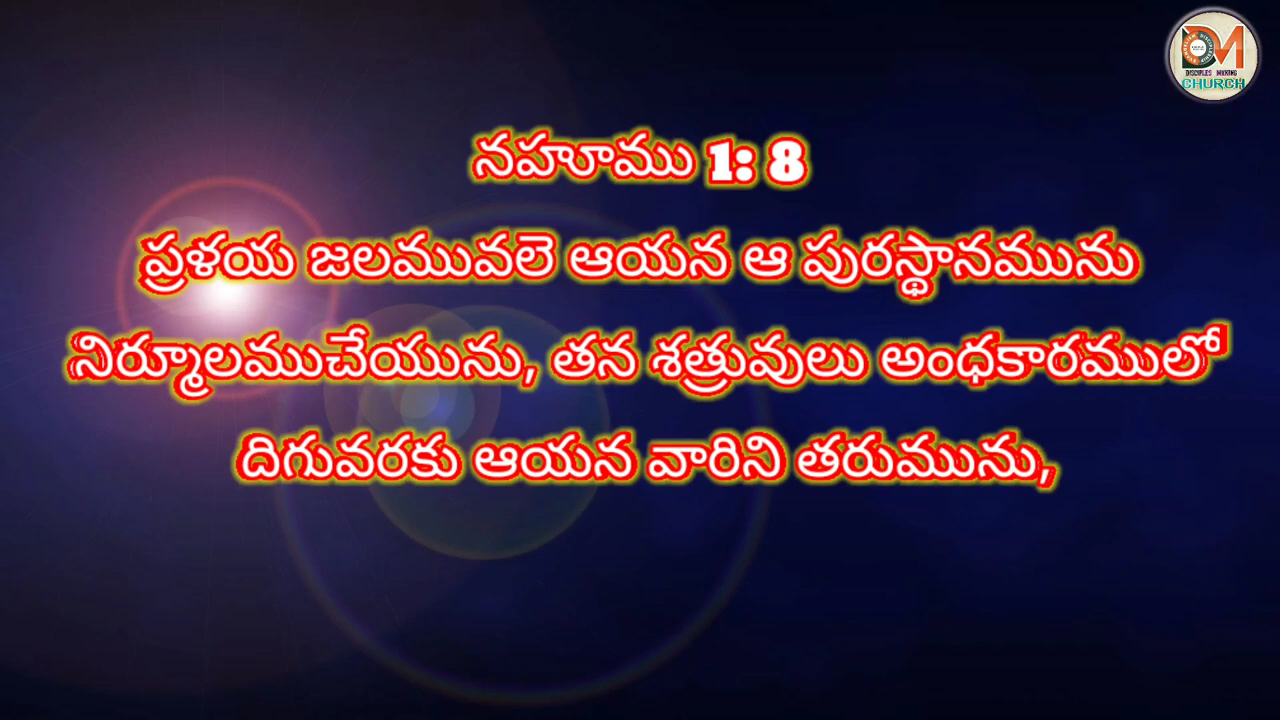 DM
DISCIPLES MAKING
CHURCH
నహూము 1: 8
ప్రళయ జలమువలె ఆయన ఆ పురస్థానమును
నిర్మూలముచేయును, తన శత్రువులు అంధకారములో
దిగువరకు ఆయన వారిని తరుమును,